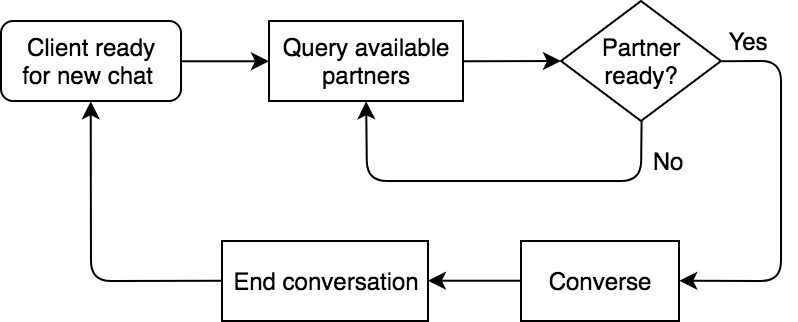 Client ready
for new chat
Query available
partners
Partner
ready?
Yes
No
End conversation
Converse